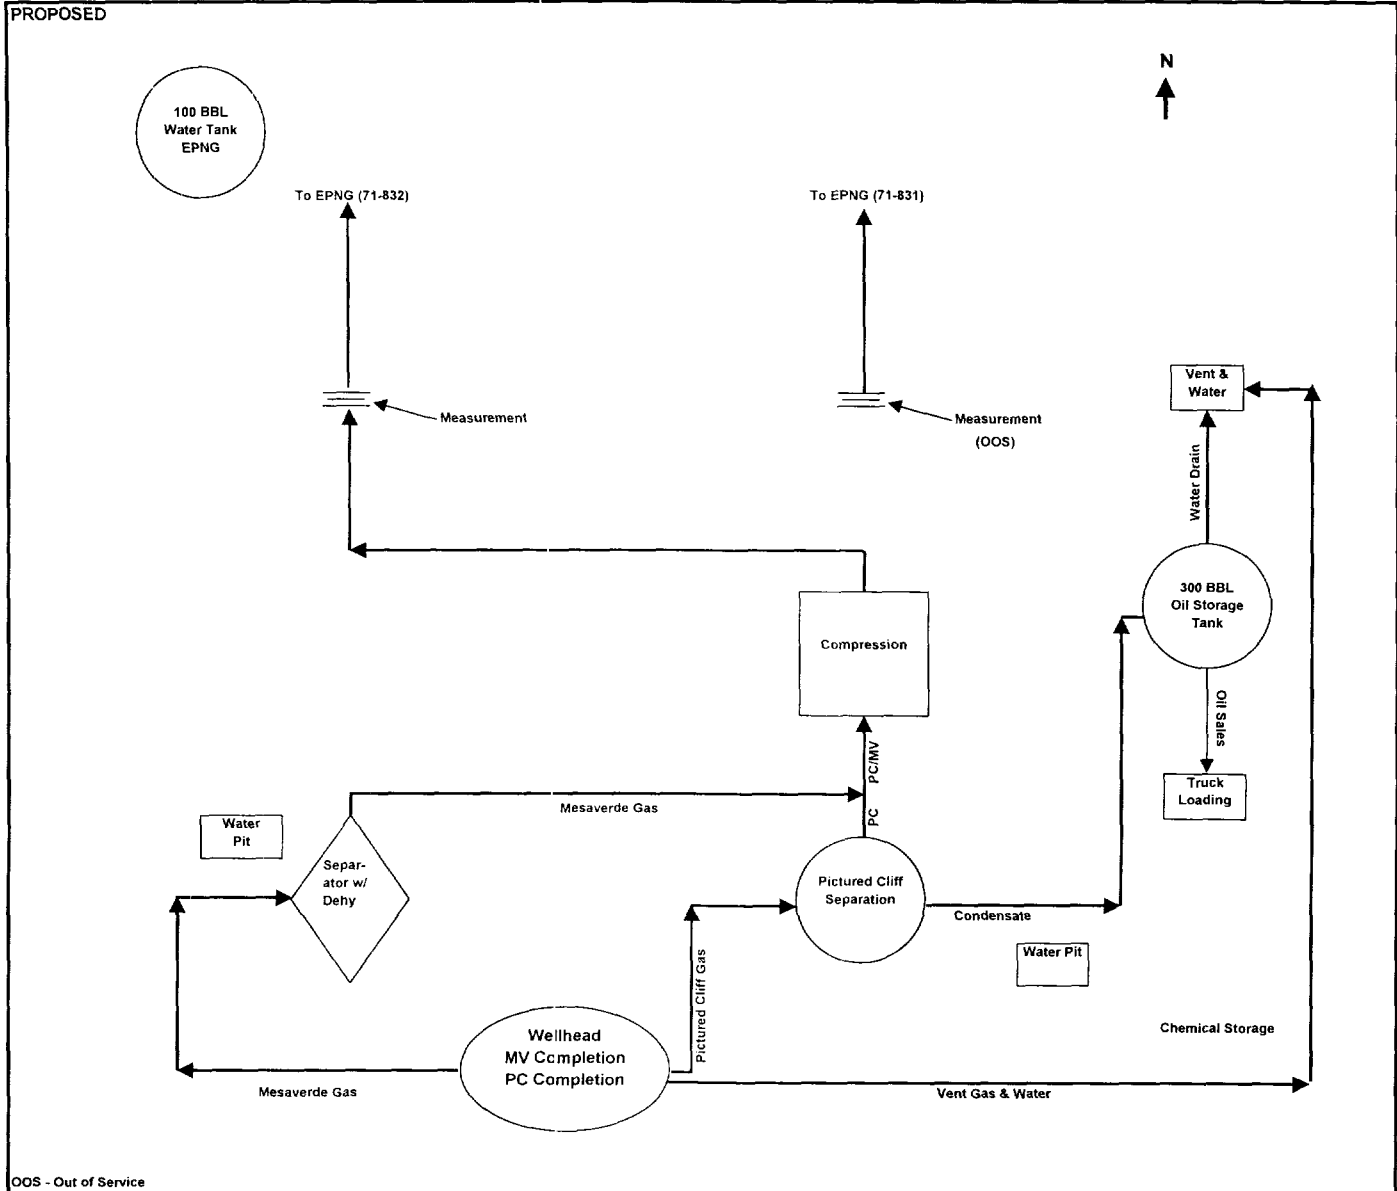 PROPOSED
N
100 BBL
Water Tank
EPNG
To EPNG (71-832)
To EPNG (71-831)
Vent &
Water
Measurement
Measurement
(OOS)
Water Drain
300 BBL
Oil Storage
Tank
Compression
Oil Sales
PC/MV
Truck
Loading
Mesaverde Gas
PC
Water
Pit
Separ-
ator w/
Dehy
Pictured Cliff
Separation
Condensate
Water Pit
Pictured Cliff Gas
Chemical Storage
Wellhead
MV Completion
PC Completion
Mesaverde Gas
Vent Gas & Water
OOS - Out of Service